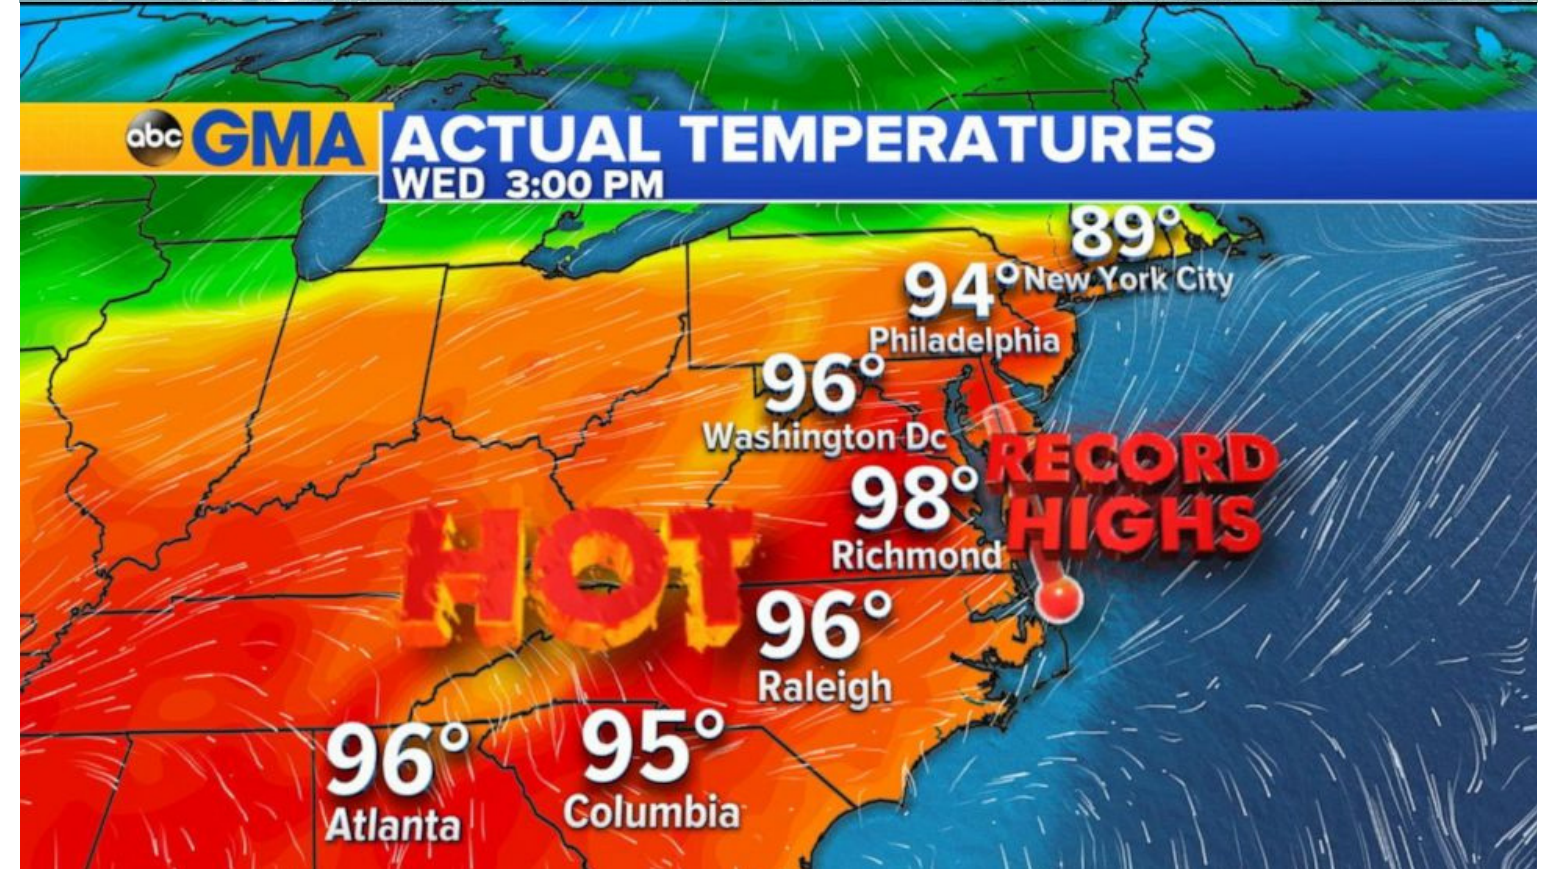 abc GMA ACTUAL TEMPERATURES
WED 3:00 PM
89°
New York City
94°
Philadelphia
96°
Washington Dc
98°
Richmond
RECORD
HIGHS
HOT
96°
Raleigh
96°
Atlanta
95°
Columbia